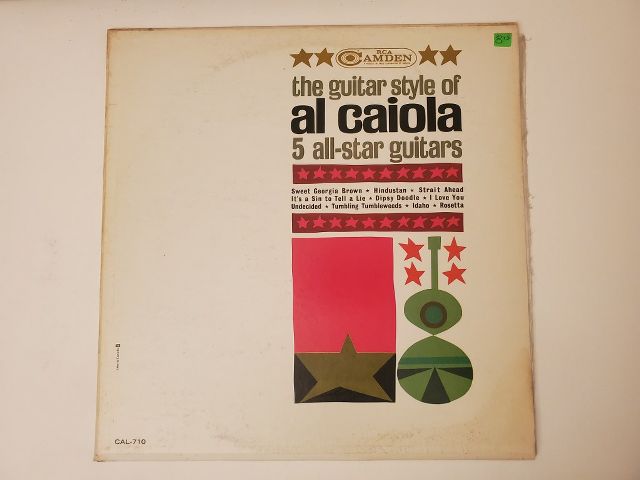 RCA
CAMDEN
the guitar style of
al caiola
5 all-star guitars
Sweet Georgia Brown ★ Hindustan ★ Strait Ahead
It's a Sin to Tell a Lie ★ Dipsy Doodle ★ I Love You
Undecided ★ Tumbling Tumbleweeds ★ Idaho ★ Rosetta
CAL-710